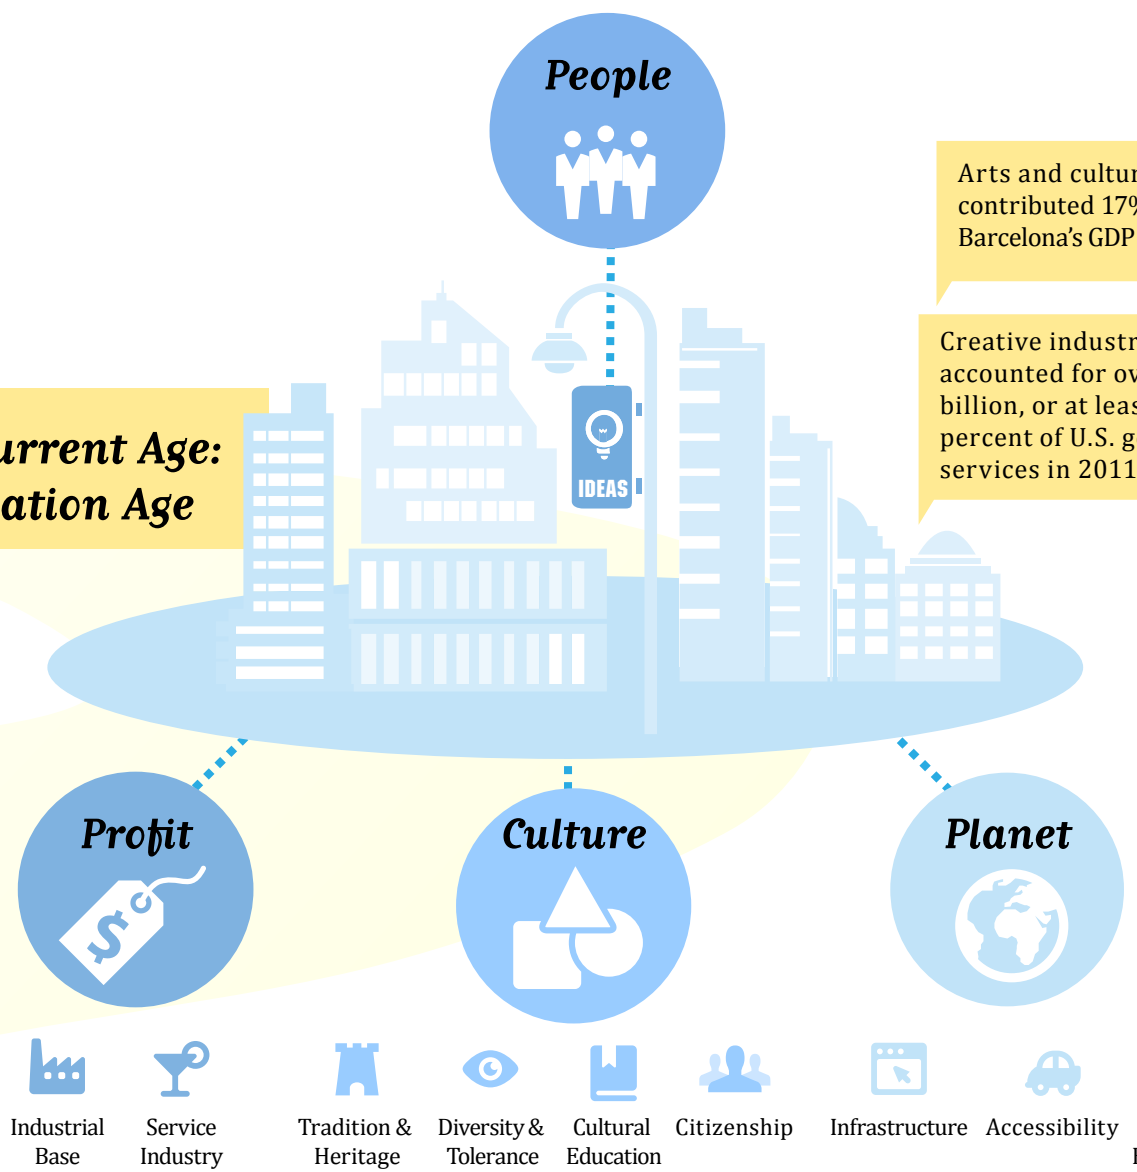 People
Arts and cultur
contributed 17%
Barcelona's GDP
Creative industr
accounted for ov
billion, or at leas
percent of U.S. g
services in 2011
urrent Age:
ation Age
IDEAS
Profit
Culture
Planet
Industrial
Base
Service
Industry
Tradition &
Heritage
Diversity &
Tolerance
Cultural
Education
Citizenship
Infrastructure
Accessibility